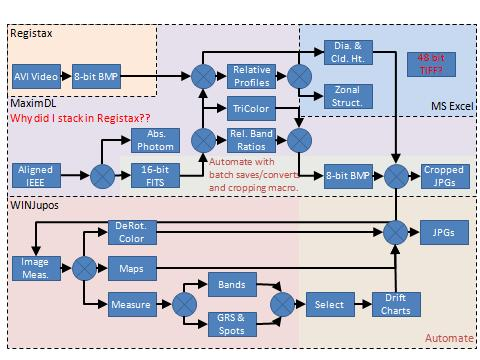 Registax
AVI Video
8-bit BMP
Relative
Profiles
Dia. &
Cld. Ht.
48 bit
TIFF?
Zonal
Struct.
MS Excel
MaximDL
Why did I stack in Registax??
TriColor
Abs.
Photom
Rel. Band
Ratios
Aligned
IEEE
16-bit
FITS
Automate with
batch saves/converts
and cropping macro.
8-bit BMP
Cropped
JPGs
WINJupos
DeRot.
Color
JPGs
Image
Meas.
Maps
Measure
Bands
GRS &
Spots
Select
Drift
Charts
Automate